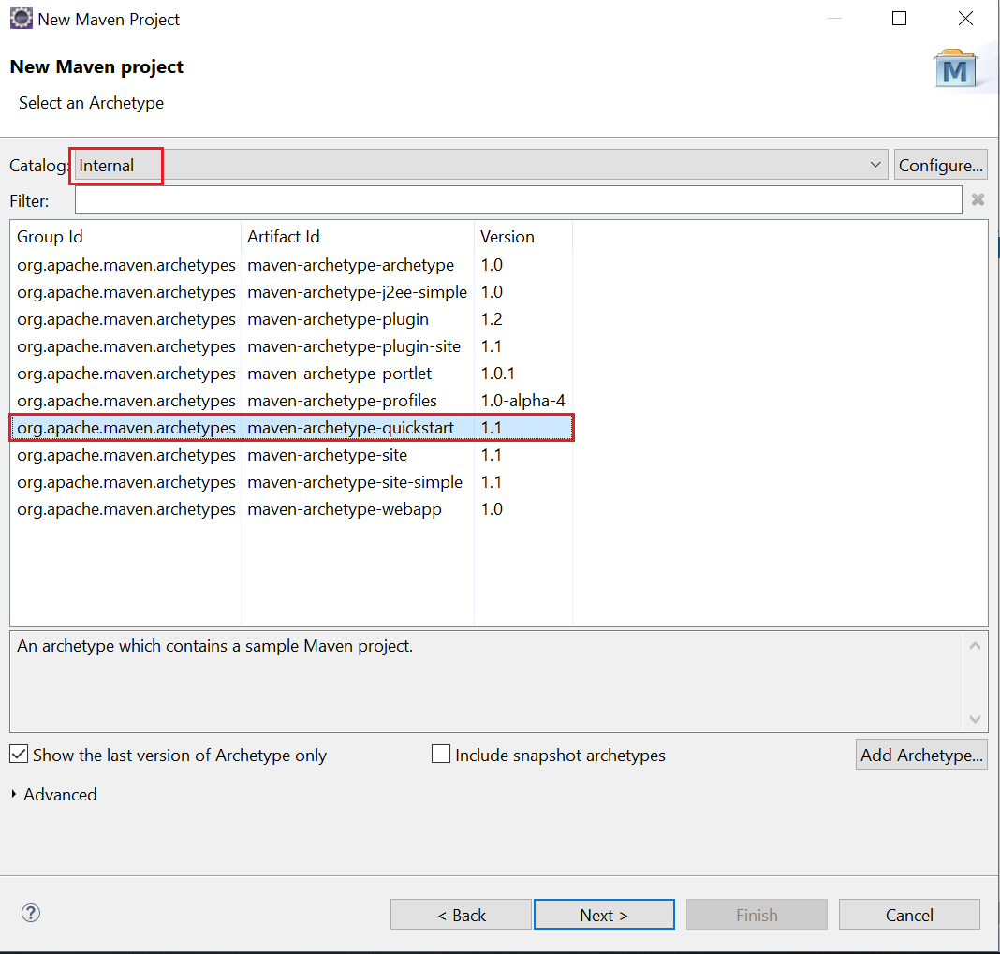 New Maven Project
New Maven project
M
Select an Archetype
Catalog: Internal Configure...
Filter:
Group Id Artifact Id Version
org.apache.maven.archetypes maven-archetype-archetype 1.0
org.apache.maven.archetypes maven-archetype-j2ee-simple 1.0
org.apache.maven.archetypes maven-archetype-plugin 1.2
org.apache.maven.archetypes maven-archetype-plugin-site 1.1
org.apache.maven.archetypes maven-archetype-portlet 1.0.1
org.apache.maven.archetypes maven-archetype-profiles 1.0-alpha-4
org.apache.maven.archetypes maven-archetype-quickstart 1.1
org.apache.maven.archetypes maven-archetype-site 1.1
org.apache.maven.archetypes maven-archetype-site-simple 1.1
org.apache.maven.archetypes maven-archetype-webapp 1.0
An archetype which contains a sample Maven project.
Show the last version of Archetype only Include snapshot archetypes Add Archetype...
Advanced
? < Back Next > Finish Cancel